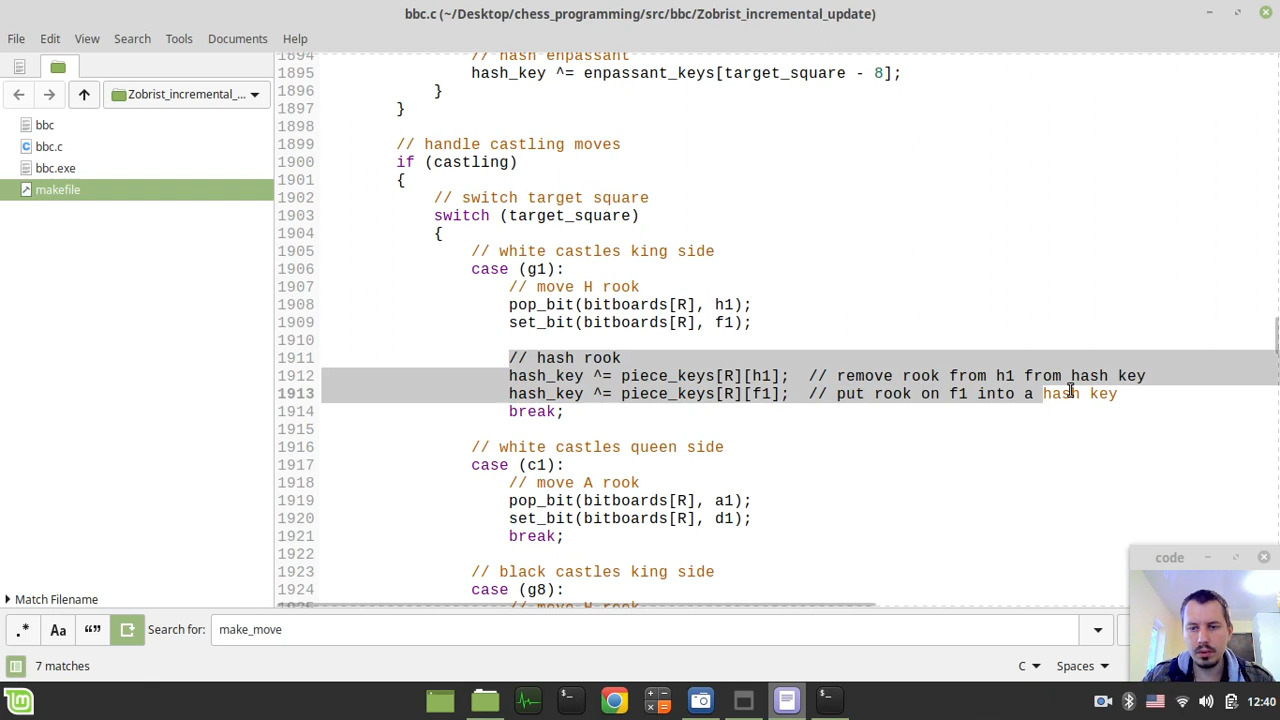 bbc.c (~/Desktop/chess_programming/src/bbc/Zobrist_incremental_update)
File Edit View Search Tools Documents Help
Zobrist_incremental_...
bbc
bbc.c
bbc.exe
makefile
Match Filename
1894 // hash enpassant
1895 hash_key ^= enpassant_keys[target_square - 8];
1896 }
1897 }
1898
1899 // handle castling moves
1900 if (castling)
1901 {
1902 // switch target square
1903 switch (target_square)
1904 {
1905 // white castles king side
1906 case (g1):
1907 // move H rook
1908 pop_bit(bitboards[R], h1);
1909 set_bit(bitboards[R], f1);
1910
1911 // hash rook
1912 hash_key ^= piece_keys[R][h1]; // remove rook from h1 from hash key
1913 hash_key ^= piece_keys[R][f1]; // put rook on f1 into a hash key
1914 break;
1915
1916 // white castles queen side
1917 case (c1):
1918 // move A rook
1919 pop_bit(bitboards[R], a1);
1920 set_bit(bitboards[R], d1);
1921 break;
1922
1923 // black castles king side
1924 case (g8):
1925 // move H rook
code
.* Aa “” Search for: make_move
7 matches
C Spaces
12:40